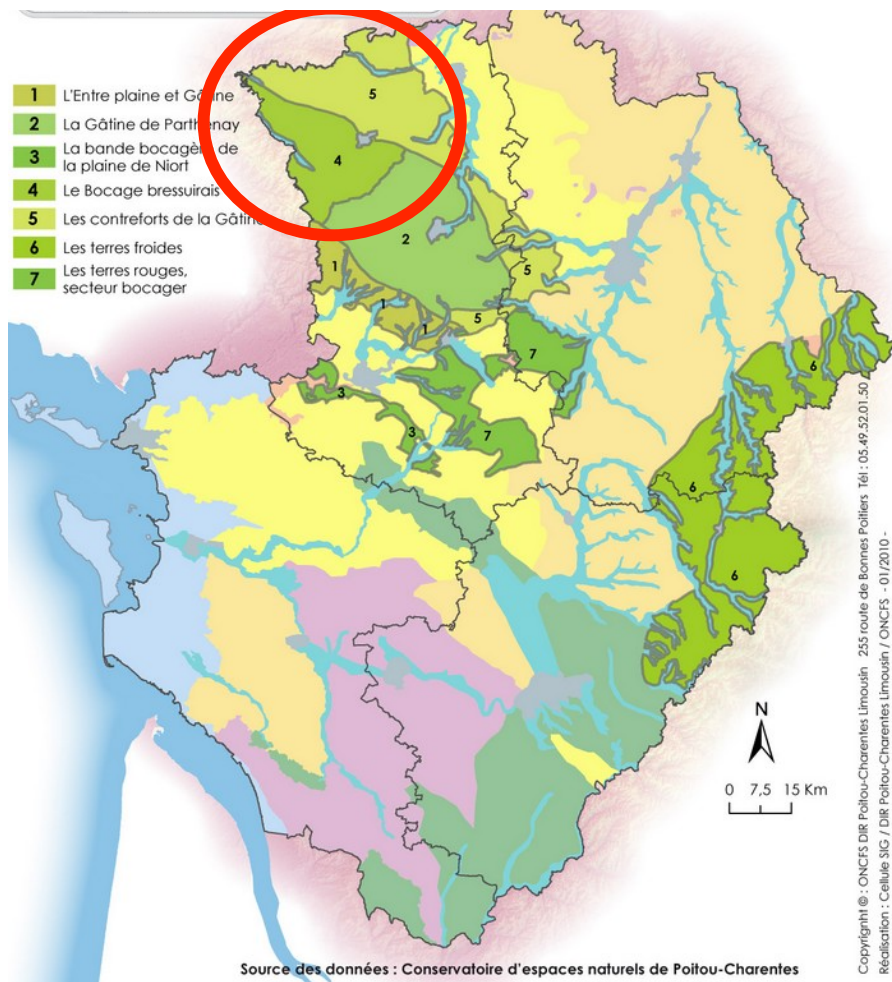 1 L'Entre plaine et Gâtine
2 La Gâtine de Parthenay
3 La bande bocagère de
la plaine de Niort
4 Le Bocage bressuirais
5 Les contreforts de la Gâtine
6 Les terres froides
7 Les terres rouges,
secteur bocager
5
4
2
1
5
1
5
1
7
6
3
3
7
6
6
N
0 7,5 15 Km
Source des données : Conservatoire d'espaces naturels de Poitou-Charentes
Copyrignht © : ONCFS DIR Poitou-Charentes Limousin 255 route de Bonnes Poitiers Tél : 05.49.52.01.50
Réalisation : Cellule SIG / DIR Poitou-Charentes Limousin / ONCFS - 01/2010 -